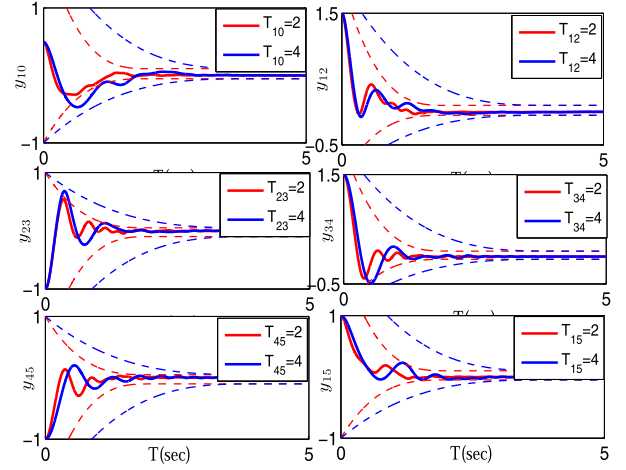 1
T10=2
T10=4
y10
-1
0
5
T(sec)
1.5
T12=2
T12=4
y12
-0.5
0
5
T(sec)
1
T23=2
T23=4
y23
-1
0
5
1.5
T34=2
T34=4
y34
-0.5
0
5
T(sec)
1
T45=2
T45=4
y45
-1
0
T(sec)
5
1
T15=2
T15=4
y15
-1
0
T(sec)
5